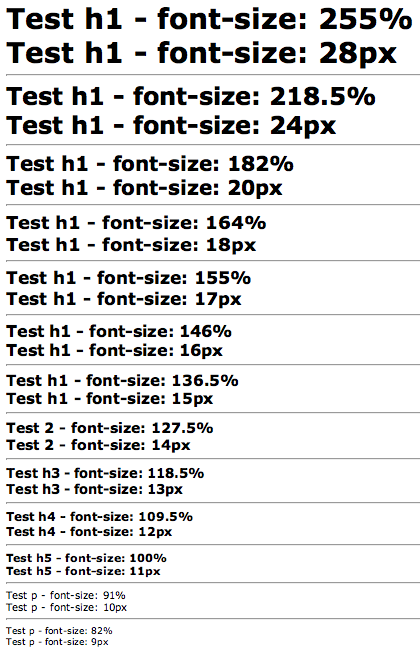 Test h1 - font-size: 255%
Test h1 - font-size: 28px
Test h1 - font-size: 218.5%
Test h1 - font-size: 24px
Test h1 - font-size: 182%
Test h1 - font-size: 20px
Test h1 - font-size: 164%
Test h1 - font-size: 18px
Test h1 - font-size: 155%
Test h1 - font-size: 17px
Test h1 - font-size: 146%
Test h1 - font-size: 16px
Test h1 - font-size: 136.5%
Test h1 - font-size: 15px
Test 2 - font-size: 127.5%
Test 2 - font-size: 14px
Test h3 - font-size: 118.5%
Test h3 - font-size: 13px
Test h4 - font-size: 109.5%
Test h4 - font-size: 12px
Test h5 - font-size: 100%
Test h5 - font-size: 11px
Test p - font-size: 91%
Test p - font-size: 10px
Test p - font-size: 82%
Test p - font-size: 9px